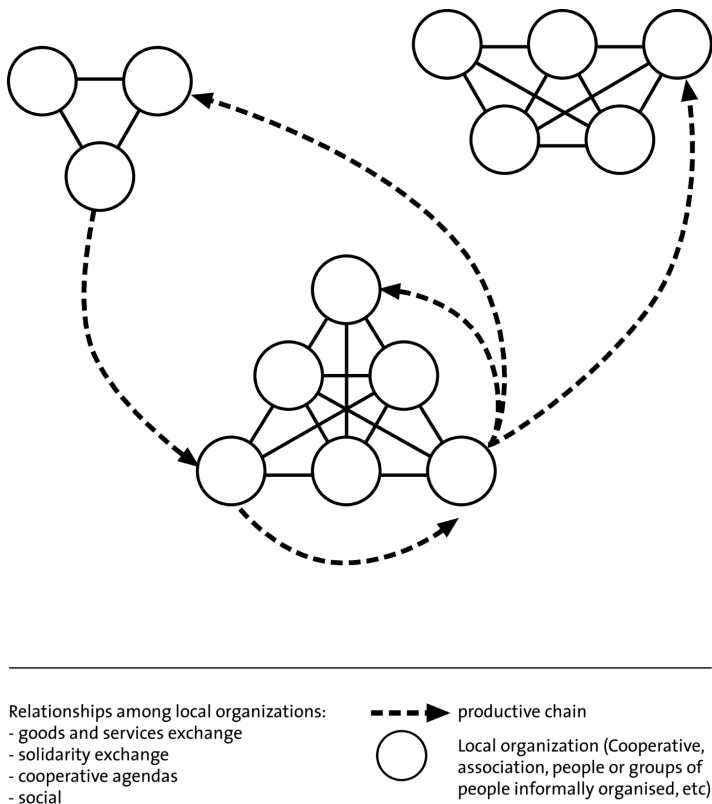 Relationships among local organizations:
- goods and services exchange
- solidarity exchange
- cooperative agendas
- social
productive chain
Local organization (Cooperative,
association, people or groups of
people informally organised, etc)